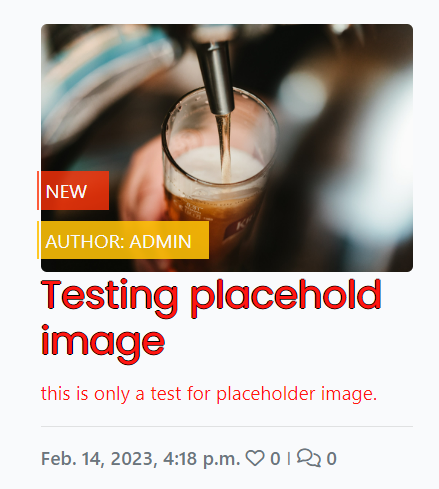 NEW
AUTHOR: ADMIN
Testing placehold
image
this is only a test for placeholder image.
Feb. 14, 2023, 4:18 p.m. 0 | 0